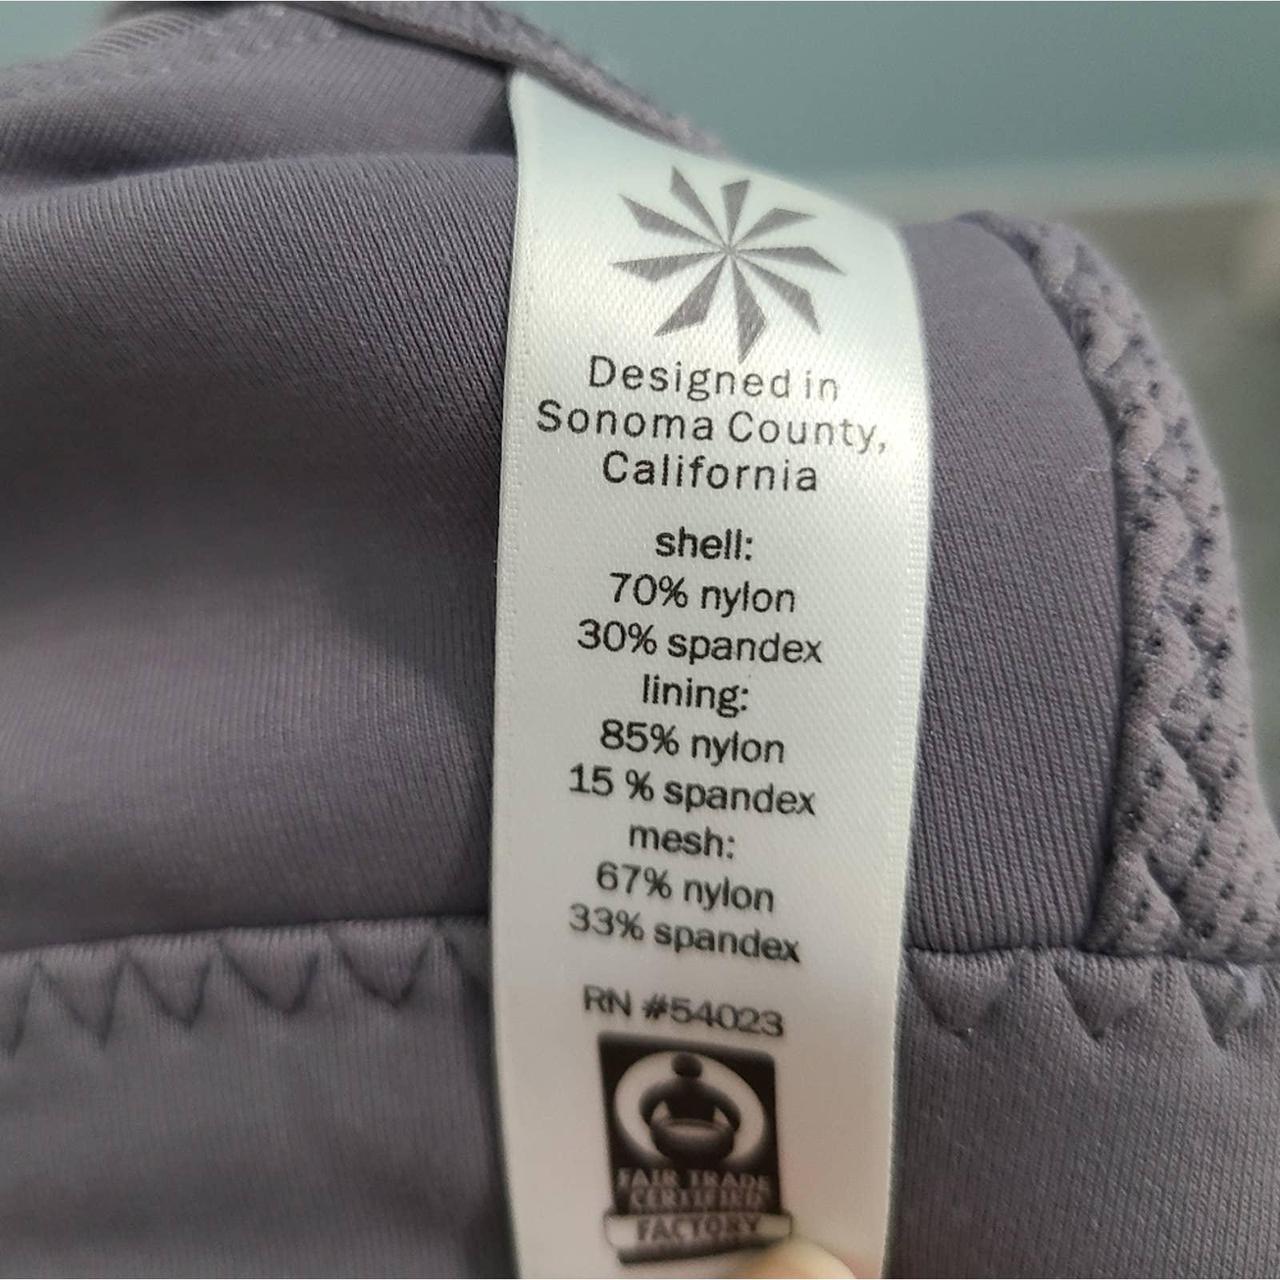 Designed in
Sonoma County,
California
shell:
70% nylon
30% spandex
lining:
85% nylon
15 % spandex
mesh:
67% nylon
33% spandex
RN #54023
FAIR TRADE
CERTIFIED
FACTORY